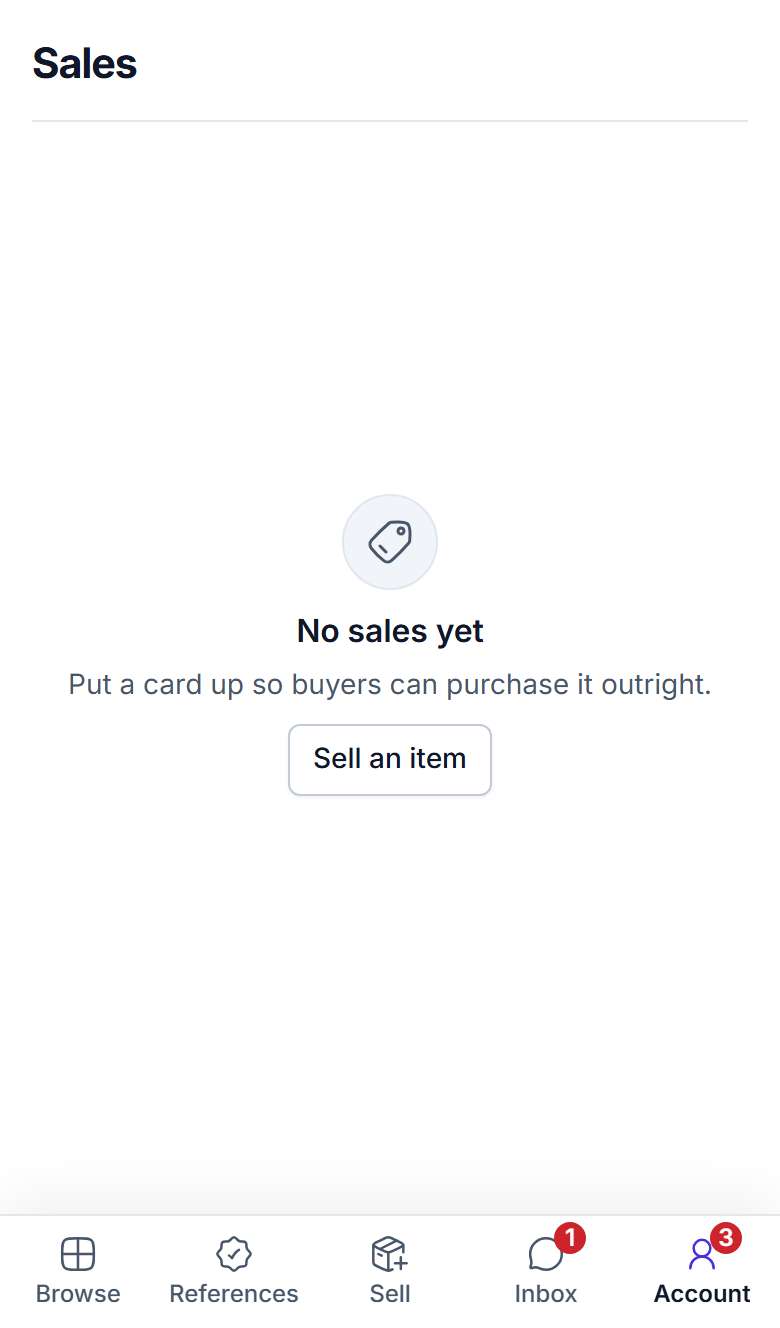 Sales
No sales yet
Put a card up so buyers can purchase it outright.
Sell an item
1
3
Browse
References
Sell
Inbox
Account